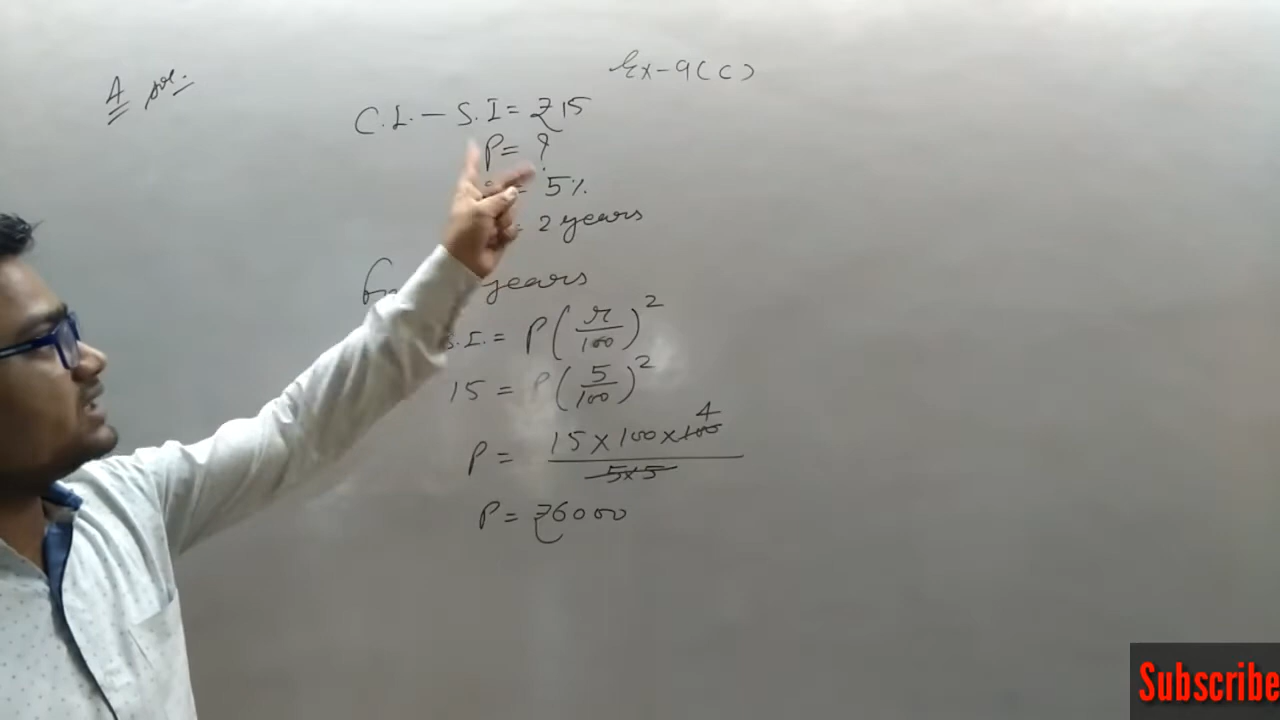 Ex-9(C)
4 sol.
C.I. - S.I = ₹15
P = ?
= 5%
= 2 years
years
S.I. = P(r/100)²
15 = P(5/100)²
P = 15×100×100 4 / 5×5
P = ₹6000
Subscribe